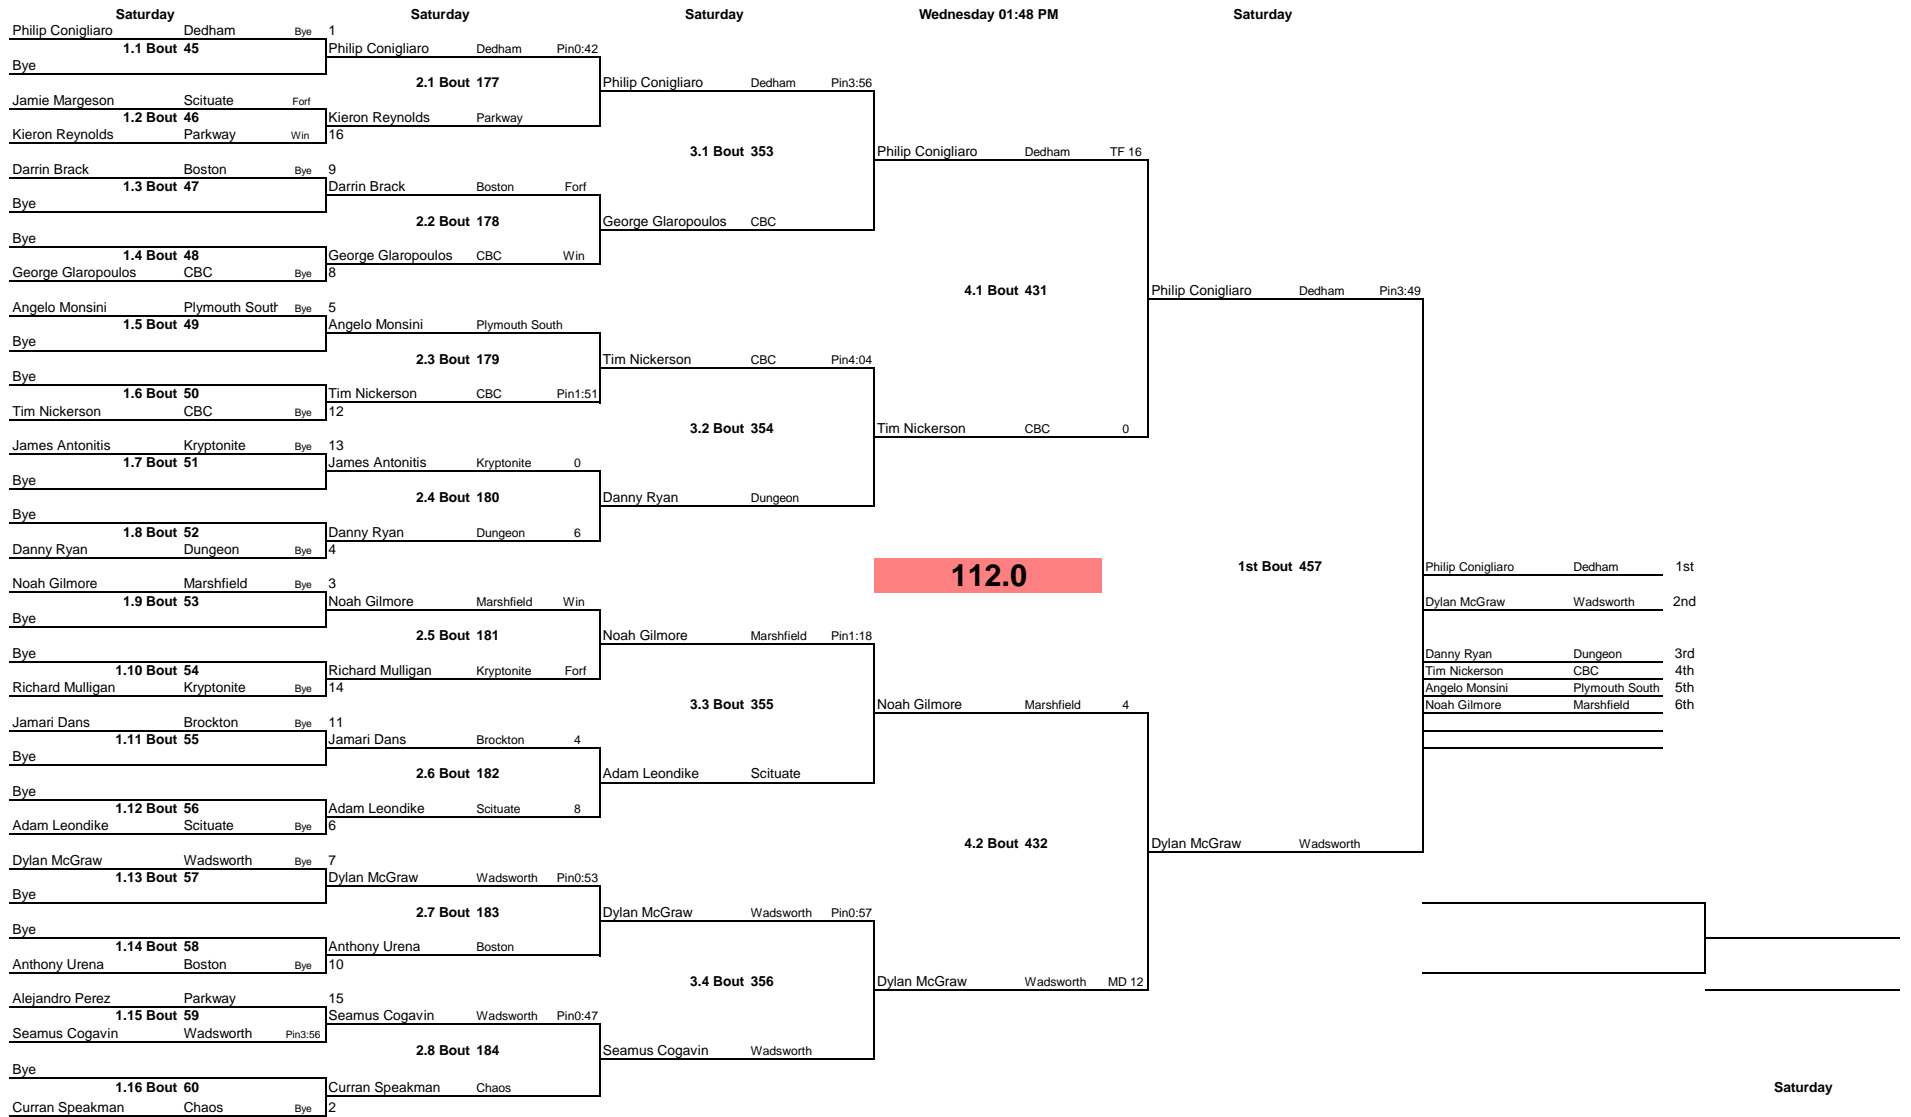 Saturday Saturday Saturday Wednesday 01:48 PM Saturday
Philip Conigliaro Dedham Bye 1
1.1 Bout 45
Philip Conigliaro Dedham Pin0:42
Bye
2.1 Bout 177
Philip Conigliaro Dedham Pin3:56
Jamie Margeson Scituate Forf
1.2 Bout 46
Kieron Reynolds Parkway
Kieron Reynolds Parkway Win 16
3.1 Bout 353
Philip Conigliaro Dedham TF 16
Darrin Brack Boston Bye 9
1.3 Bout 47
Darrin Brack Boston Forf
Bye
2.2 Bout 178
George Glaropoulos CBC
Bye
1.4 Bout 48
George Glaropoulos CBC Win
George Glaropoulos CBC Bye 8
4.1 Bout 431
Philip Conigliaro Dedham Pin3:49
Angelo Monsini Plymouth South Bye 5
1.5 Bout 49
Angelo Monsini Plymouth South
Bye
2.3 Bout 179
Tim Nickerson CBC Pin4:04
Bye
1.6 Bout 50
Tim Nickerson CBC Pin1:51
Tim Nickerson CBC Bye 12
3.2 Bout 354
Tim Nickerson CBC 0
James Antonitis Kryptonite Bye 13
1.7 Bout 51
James Antonitis Kryptonite 0
Bye
2.4 Bout 180
Danny Ryan Dungeon
Bye
1.8 Bout 52
Danny Ryan Dungeon 6
Danny Ryan Dungeon Bye 4
112.0
1st Bout 457
Philip Conigliaro Dedham 1st
Noah Gilmore Marshfield Bye 3
1.9 Bout 53
Noah Gilmore Marshfield Win
Dylan McGraw Wadsworth 2nd
Bye
2.5 Bout 181
Noah Gilmore Marshfield Pin1:18
Bye
Danny Ryan Dungeon 3rd
1.10 Bout 54
Richard Mulligan Kryptonite Forf
Tim Nickerson CBC 4th
Richard Mulligan Kryptonite Bye 14
Angelo Monsini Plymouth South 5th
3.3 Bout 355
Noah Gilmore Marshfield 4
Noah Gilmore Marshfield 6th
Jamari Dans Brockton Bye 11
1.11 Bout 55
Jamari Dans Brockton 4
Bye
2.6 Bout 182
Adam Leondike Scituate
Bye
1.12 Bout 56
Adam Leondike Scituate 8
Adam Leondike Scituate Bye 6
4.2 Bout 432
Dylan McGraw Wadsworth
Dylan McGraw Wadsworth Bye 7
1.13 Bout 57
Dylan McGraw Wadsworth Pin0:53
Bye
2.7 Bout 183
Dylan McGraw Wadsworth Pin0:57
Bye
1.14 Bout 58
Anthony Urena Boston
Anthony Urena Boston Bye 10
3.4 Bout 356
Dylan McGraw Wadsworth MD 12
Alejandro Perez Parkway 15
1.15 Bout 59
Seamus Cogavin Wadsworth Pin0:47
Seamus Cogavin Wadsworth Pin3:56
2.8 Bout 184
Seamus Cogavin Wadsworth
Bye
1.16 Bout 60
Curran Speakman Chaos
Saturday
Curran Speakman Chaos Bye 2